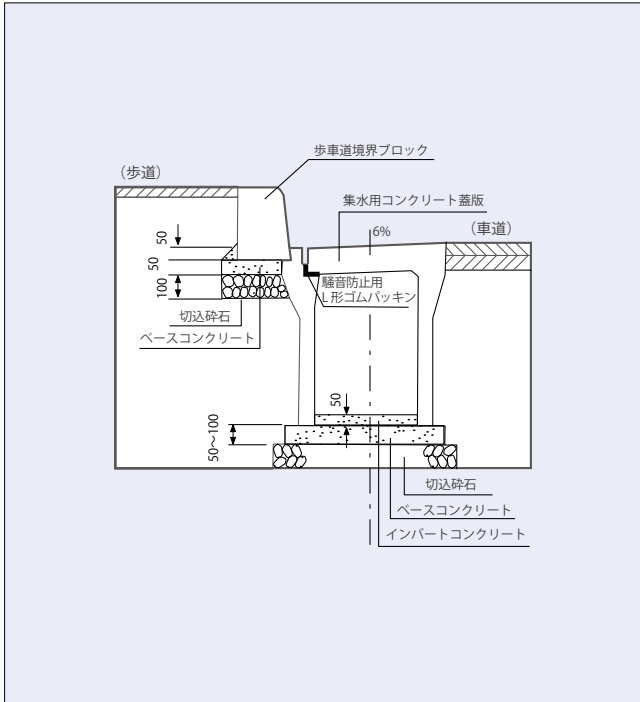 歩車道境界ブロック
（歩道）
集水用コンクリート蓋版
6%
（車道）
50
50
100
騒音防止用
L形ゴムパッキン
切込砕石
ベースコンクリート
50
50～100
切込砕石
ベースコンクリート
インバートコンクリート